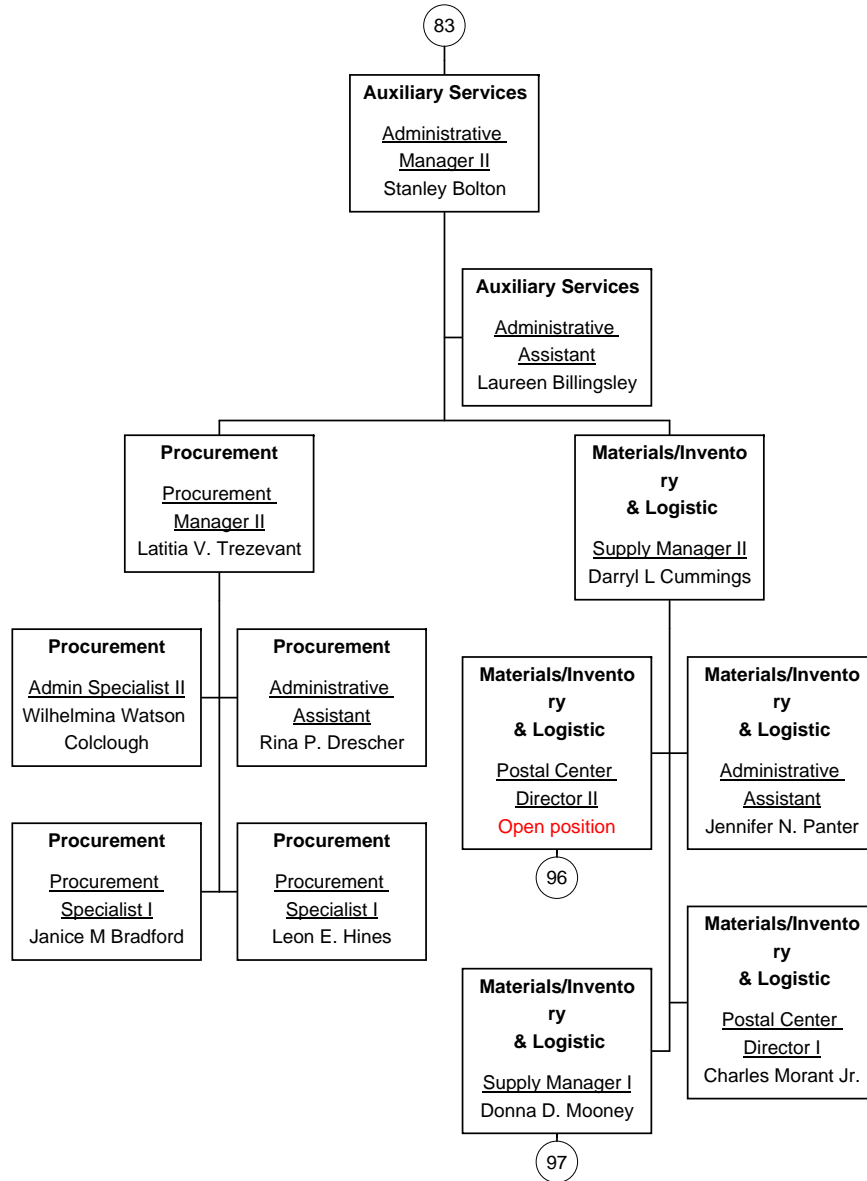 83
Auxiliary Services
Administrative
Manager II
Stanley Bolton
Auxiliary Services
Administrative
Assistant
Laureen Billingsley
Procurement
Procurement
Manager II
Latitia V. Trezevant
Materials/Invento
ry
& Logistic
Supply Manager II
Darryl L Cummings
Procurement
Admin Specialist II
Wilhelmina Watson
Colclough
Procurement
Administrative
Assistant
Rina P. Drescher
Materials/Invento
ry
& Logistic
Postal Center
Director II
Open position
96
Materials/Invento
ry
& Logistic
Administrative
Assistant
Jennifer N. Panter
Procurement
Procurement
Specialist I
Janice M Bradford
Procurement
Procurement
Specialist I
Leon E. Hines
Materials/Invento
ry
& Logistic
Supply Manager I
Donna D. Mooney
97
Materials/Invento
ry
& Logistic
Postal Center
Director I
Charles Morant Jr.